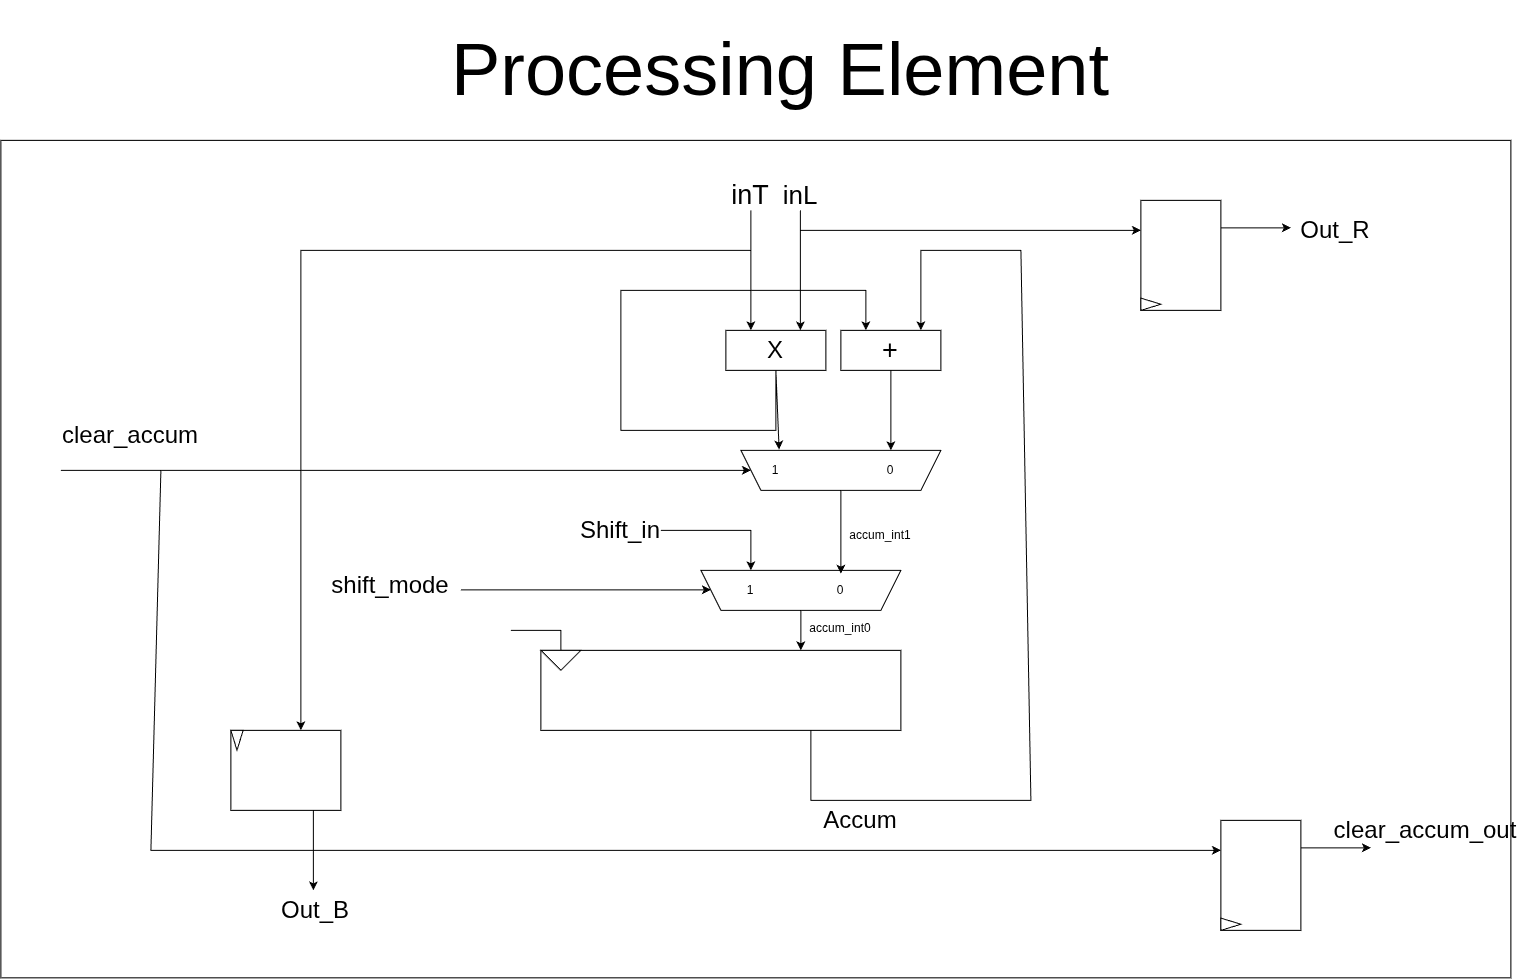 Processing Element
inT
inL
Out_R
X
+
clear_accum
1
0
Shift_in
accum_int1
shift_mode
1
0
accum_int0
Accum
clear_accum_out
Out_B